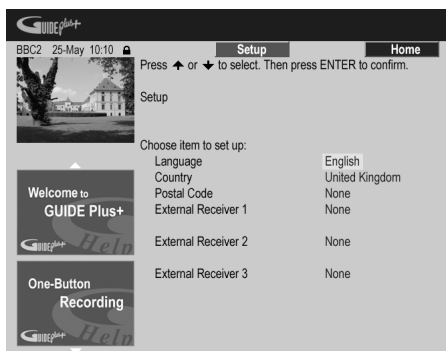 GUIDE Plus+
BBC2 25-May 10:10
Setup
Home
Press ↑ or ↓ to select. Then press ENTER to confirm.
Setup
Choose item to set up:
Language English
Country United Kingdom
Postal Code None
External Receiver 1 None
External Receiver 2 None
External Receiver 3 None
Welcome to
GUIDE Plus+
GUIDE Plus+ Help
One-Button
Recording
GUIDE Plus+ Help